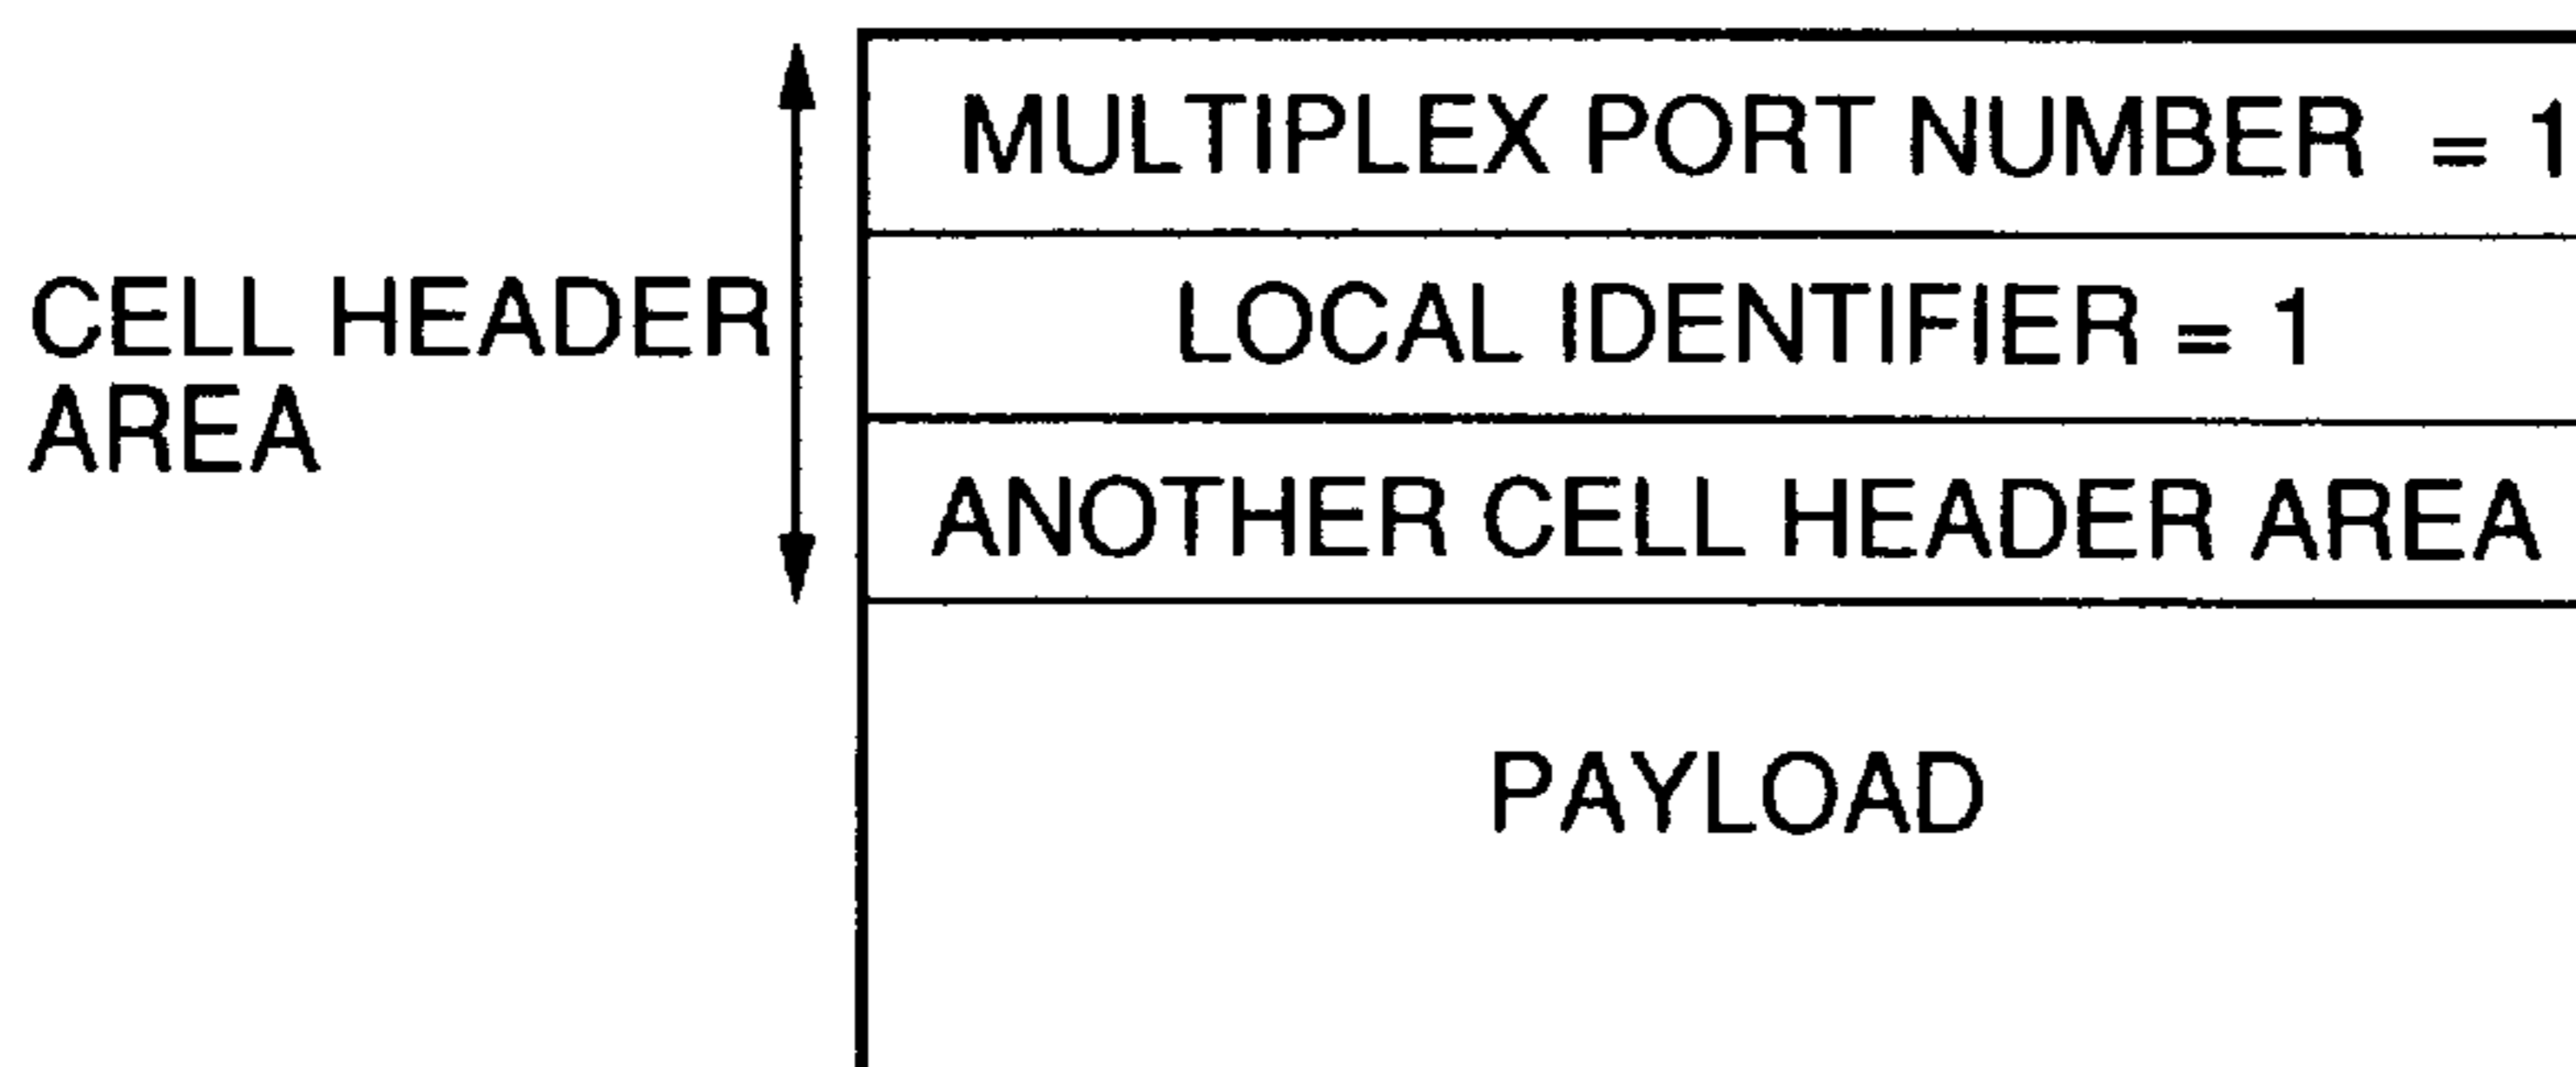 MULTIPLEX PORT NUMBER = 1
CELL HEADER
AREA
LOCAL IDENTIFIER = 1
ANOTHER CELL HEADER AREA
PAYLOAD